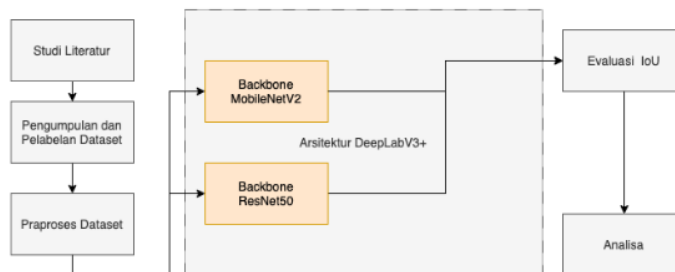 Studi Literatur
Pengumpulan dan
Pelabelan Dataset
Praproses Dataset
Backbone
MobileNetV2
Arsitektur DeepLabV3+
Backbone
ResNet50
Evaluasi IoU
Analisa